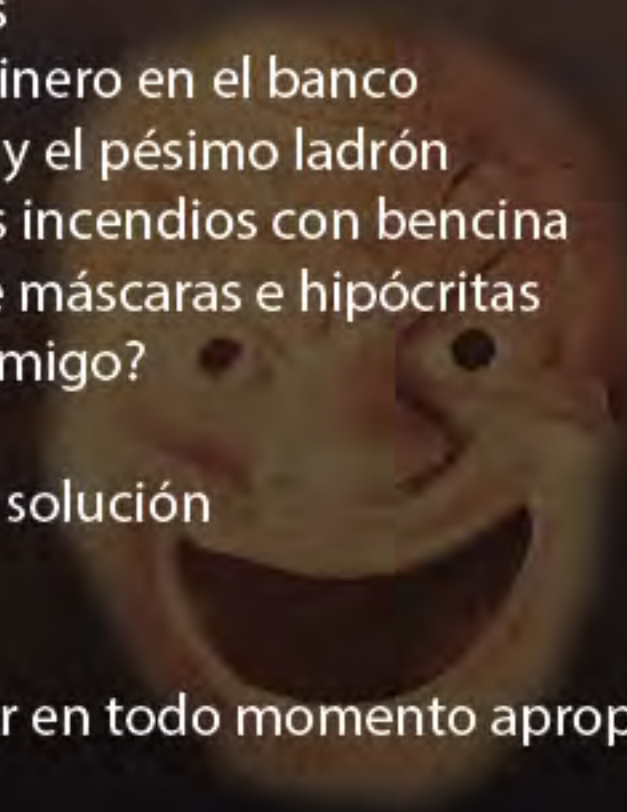 s
inero en el banco
y el pésimo ladrón
s incendios con bencina
e máscaras e hipócritas
migo?
solución
r en todo momento aprop